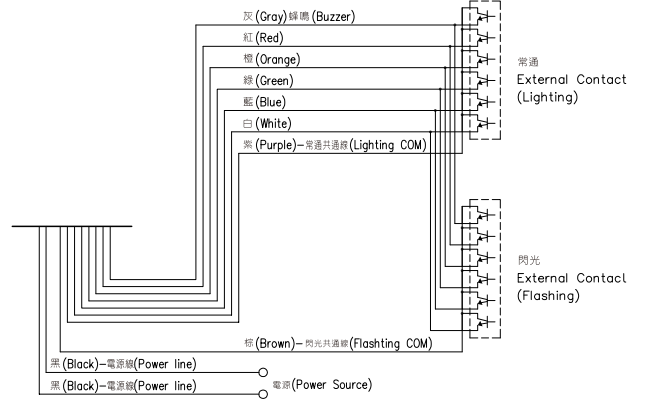 灰(Gray)蜂鳴(Buzzer)
紅(Red)
橙(Orange)
綠(Green)
藍(Blue)
白(White)
紫(Purple)-常通共通線(Lighting COM)
常通
External Contact
(Lighting)
閃光
External Contact
(Flashing)
棕(Brown)-閃光共通線(Flashting COM)
黑(Black)-電源線(Power line)
黑(Black)-電源線(Power line)
電源(Power Source)